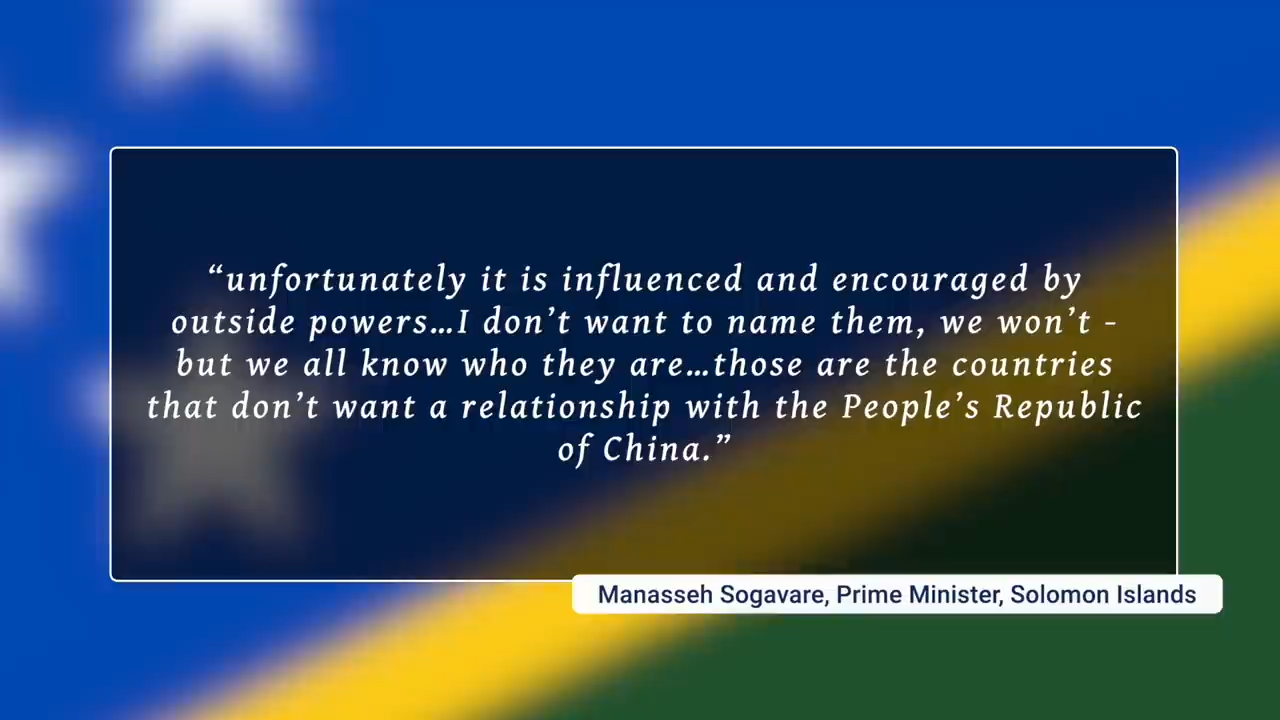 “unfortunately it is influenced and encouraged by
outside powers...I don’t want to name them, we won’t -
but we all know who they are...those are the countries
that don’t want a relationship with the People’s Republic
of China.”
Manasseh Sogavare, Prime Minister, Solomon Islands